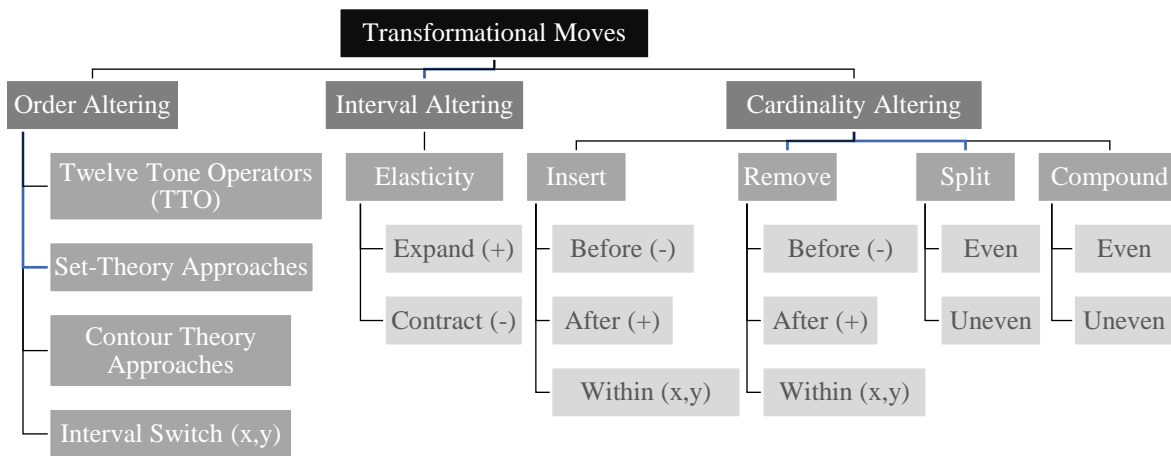 Transformational Moves
Order Altering
Interval Altering
Cardinality Altering
Twelve Tone Operators
(TTO)
Set-Theory Approaches
Contour Theory
Approaches
Interval Switch (x,y)
Elasticity
Expand (+)
Contract (-)
Insert
Before (-)
After (+)
Within (x,y)
Remove
Before (-)
After (+)
Within (x,y)
Split
Even
Uneven
Compound
Even
Uneven